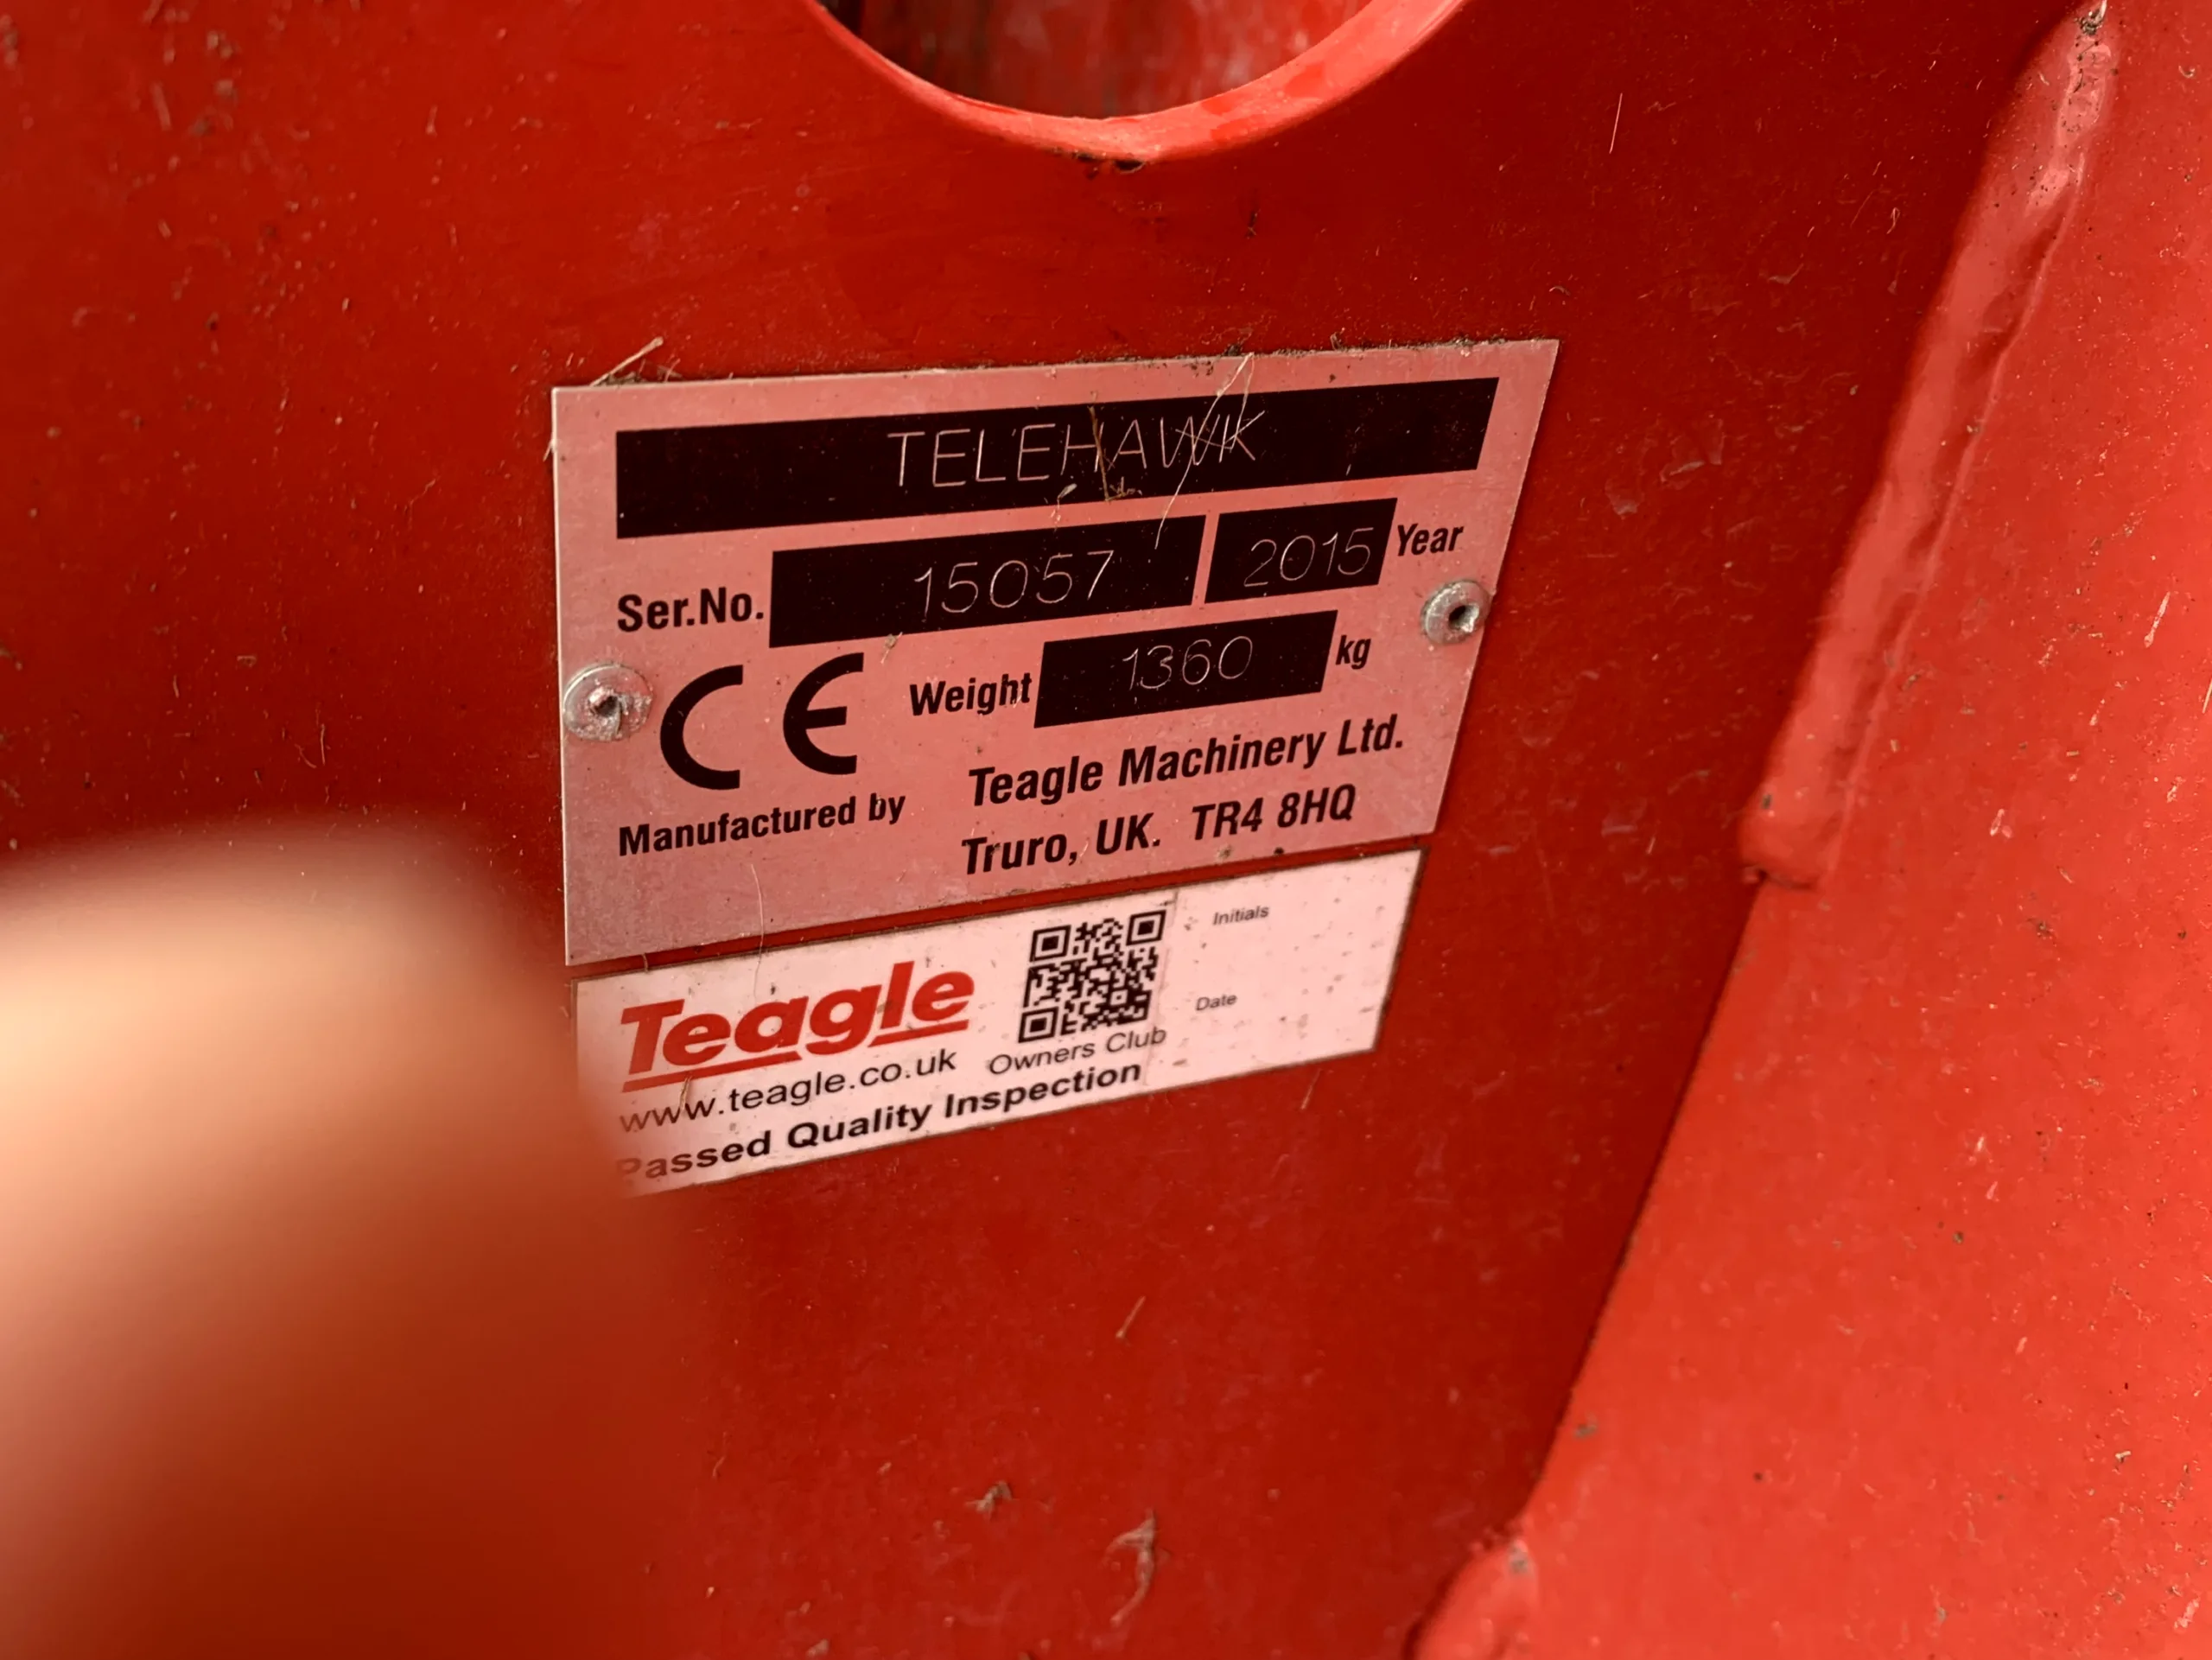 TELEHAWK
Ser.No. 15057 2015 Year
CE Weight 1360 kg
Manufactured by Teagle Machinery Ltd.
Truro, UK. TR4 8HQ
Teagle
www.teagle.co.uk
Owners Club
Passed Quality Inspection
Initials
Date